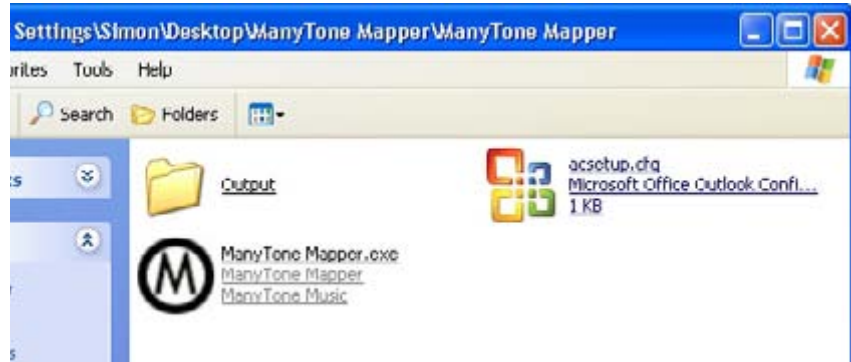 Settings\Simon\Desktop\ManyTone Mapper\ManyTone Mapper
rites Tools Help
Search Folders
s
Output
acsetup.cfg
Microsoft Office Outlook Confi...
1 KB
ManyTone Mapper.exe
ManyTone Mapper
ManyTone Music
s